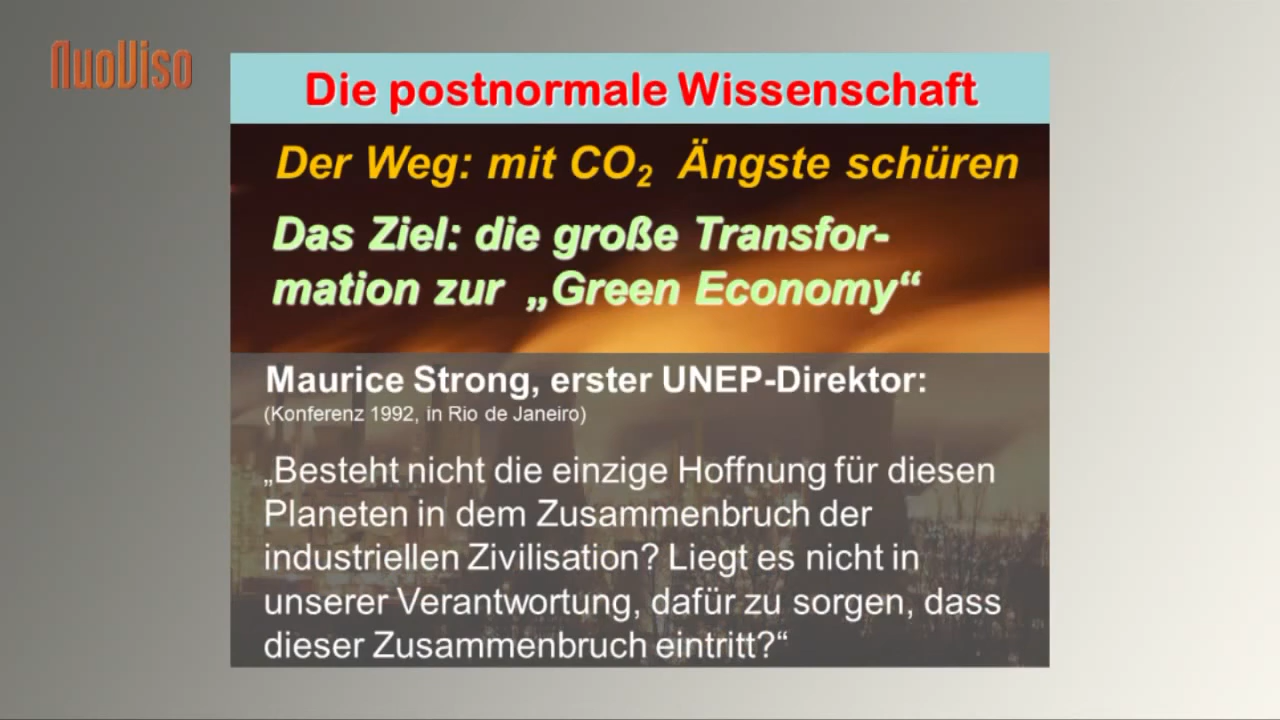 NuoViso
Die postnormale Wissenschaft
Der Weg: mit CO₂ Ängste schüren
Das Ziel: die große Transfor-
mation zur „Green Economy“
Maurice Strong, erster UNEP-Direktor:
(Konferenz 1992, in Rio de Janeiro)
„Besteht nicht die einzige Hoffnung für diesen
Planeten in dem Zusammenbruch der
industriellen Zivilisation? Liegt es nicht in
unserer Verantwortung, dafür zu sorgen, dass
dieser Zusammenbruch eintritt?“